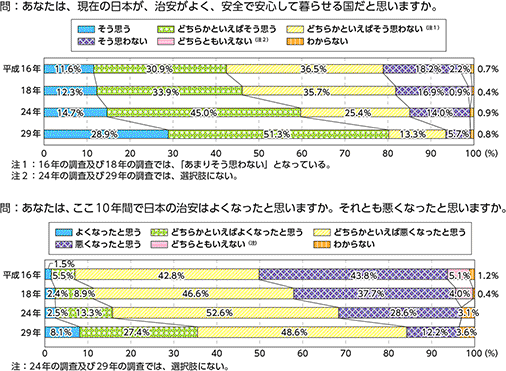 問：あなたは、現在の日本が、治安がよく、安全で安心して暮らせる国だと思いますか。
そう思う どちらかといえばそう思う どちらかといえばそう思わない（注１）
そう思わない どちらともいえない（注２） わからない
平成16年 11.6% 30.9% 36.5% 18.2% 2.2% 0.7%
18年 12.3% 33.9% 35.7% 16.9% 0.9% 0.4%
24年 14.7% 45.0% 25.4% 14.0% 0.9%
29年 28.9% 51.3% 13.3% 5.7% 0.8%
0 10 20 30 40 50 60 70 80 90 100 (%)
注１：16年の調査及び18年の調査では、「あまりそう思わない」となっている。
注２：24年の調査及び29年の調査では、選択肢にない。
問：あなたは、ここ10年間で日本の治安はよくなったと思いますか。それとも悪くなったと思いますか。
よくなったと思う どちらかといえばよくなったと思う どちらかといえば悪くなったと思う
悪くなったと思う どちらともいえない（注） わからない
1.5%
平成16年 5.5% 42.8% 43.8% 5.1% 1.2%
18年 2.4% 8.9% 46.6% 37.7% 4.0% 0.4%
24年 2.5% 13.3% 52.6% 28.6% 3.1%
29年 8.1% 27.4% 48.6% 12.2% 3.6%
0 10 20 30 40 50 60 70 80 90 100 (%)
注：24年の調査及び29年の調査では、選択肢にない。